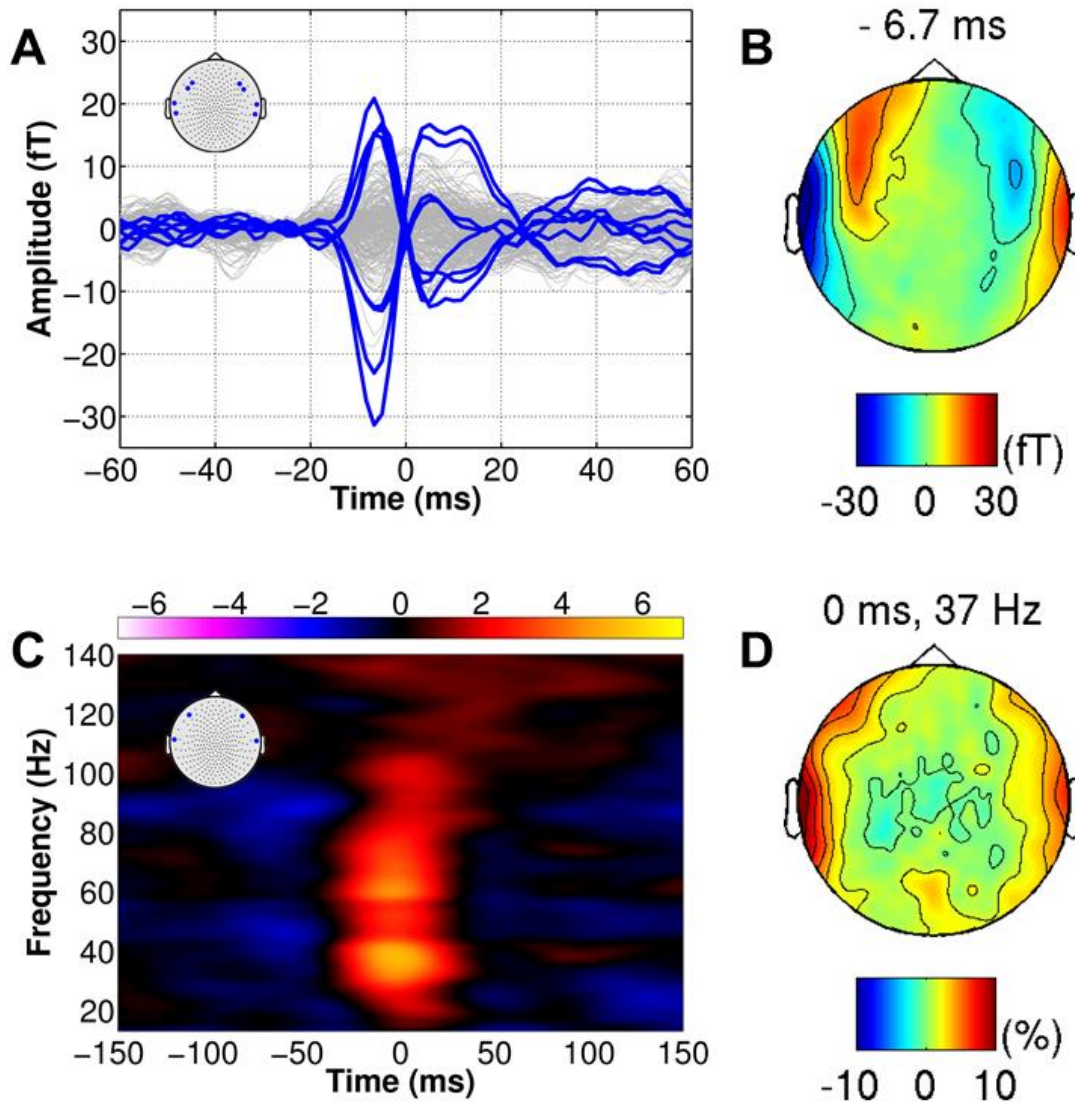 A
35
30
20
10
0
−10
−20
−30
Amplitude (fT)
−60 −40 −20 0 20 40 60
Time (ms)
B
- 6.7 ms
(fT)
-30 0 30
C
−6 −4 −2 0 2 4 6
140
120
100
80
60
40
20
Frequency (Hz)
−150 −100 −50 0 50 100 150
Time (ms)
D
0 ms, 37 Hz
(%)
-10 0 10